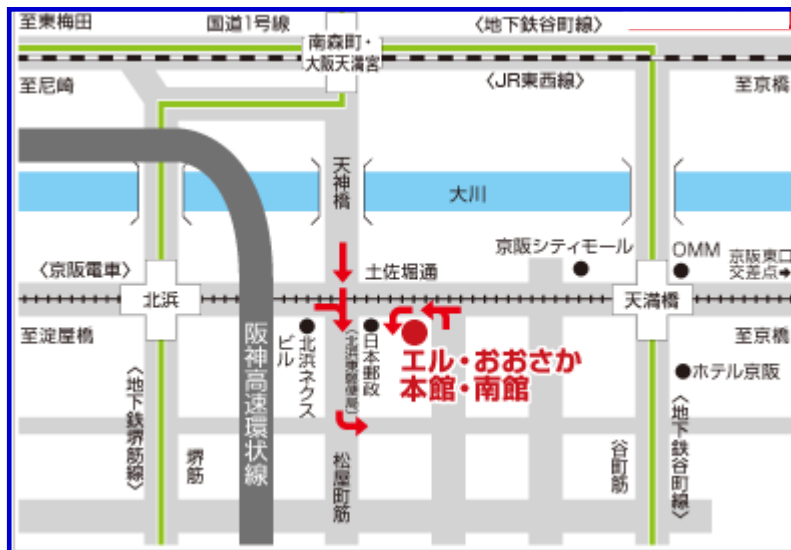 至東梅田
国道1号線
〈地下鉄谷町線〉
南森町・
大阪天満宮
至尼崎
〈JR東西線〉
至京橋
天神橋
大川
京阪シティモール
OMM
京阪東口
交差点➡
〈京阪電車〉
土佐堀通
北浜
天満橋
至淀屋橋
阪神高速環状線
北浜ネクス
ビル
(北浜東郵便局)
日本郵政
エル・おおさか
本館・南館
至京橋
ホテル京阪
〈地下鉄堺筋線〉
堺筋
松屋町筋
谷町筋
〈地下鉄谷町線〉